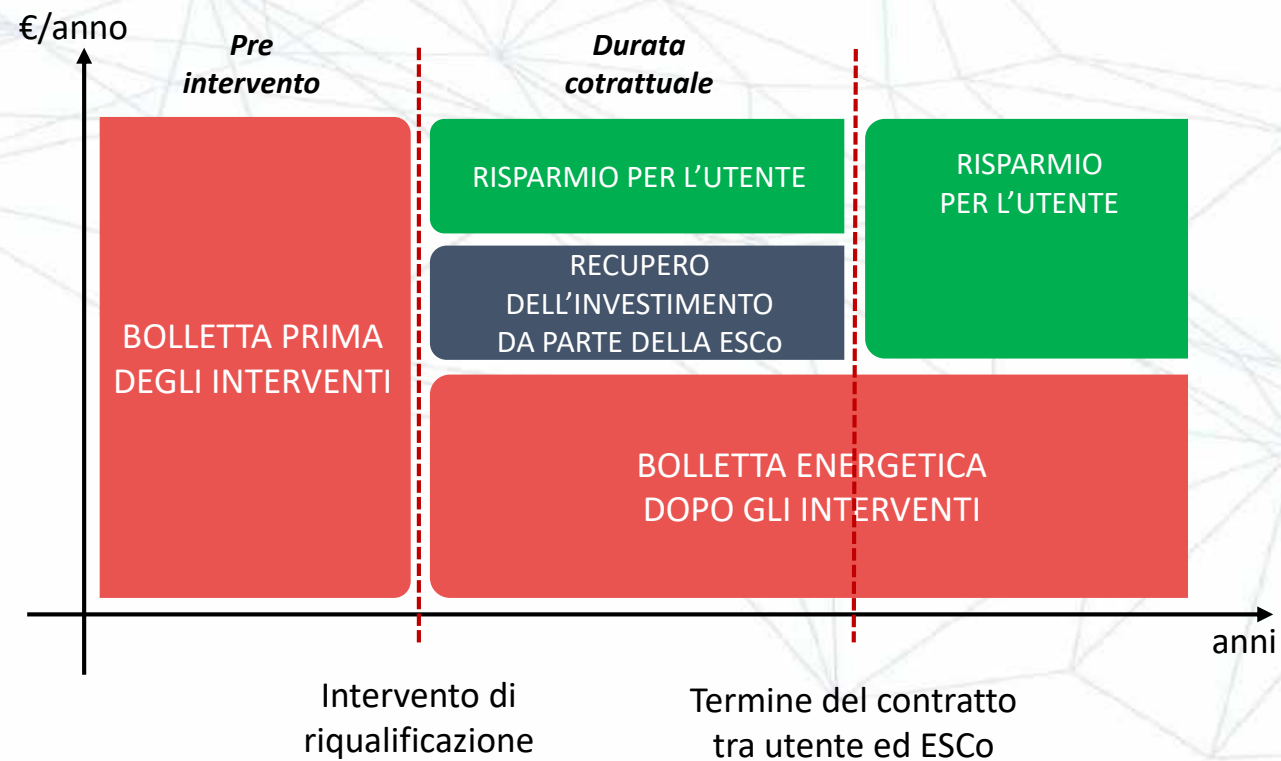 €/anno
Pre
intervento
Durata
cotrattuale
BOLLETTA PRIMA
DEGLI INTERVENTI
RISPARMIO PER L’UTENTE
RECUPERO
DELL’INVESTIMENTO
DA PARTE DELLA ESCo
RISPARMIO
PER L’UTENTE
BOLLETTA ENERGETICA
DOPO GLI INTERVENTI
anni
Intervento di
riqualificazione
Termine del contratto
tra utente ed ESCo